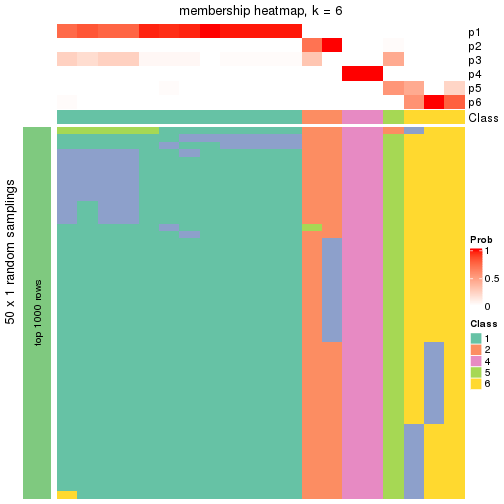 membership heatmap, k = 6
p1
p2
p3
p4
p5
p6
Class
50 x 1 random samplings
top 1000 rows
Prob
1
0.5
0
Class
1
2
4
5
6